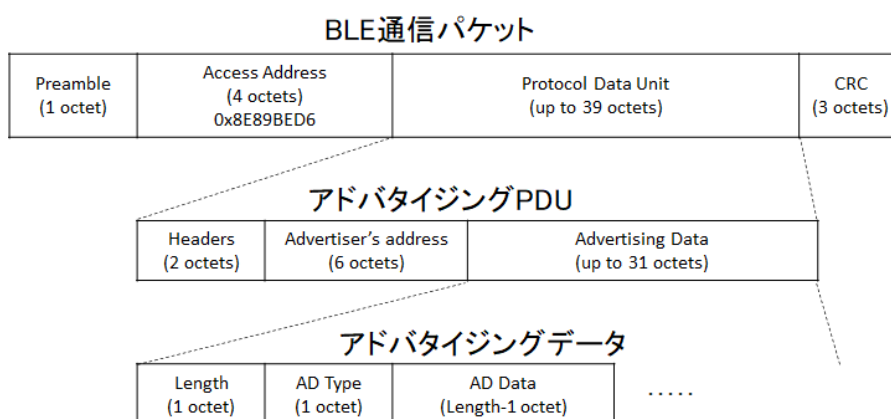 BLE通信パケット
Preamble
(1 octet)
Access Address
(4 octets)
0x8E89BED6
Protocol Data Unit
(up to 39 octets)
CRC
(3 octets)
アドバタイジングPDU
Headers
(2 octets)
Advertiser's address
(6 octets)
Advertising Data
(up to 31 octets)
アドバタイジングデータ
Length
(1 octet)
AD Type
(1 octet)
AD Data
(Length-1 octet)
.....